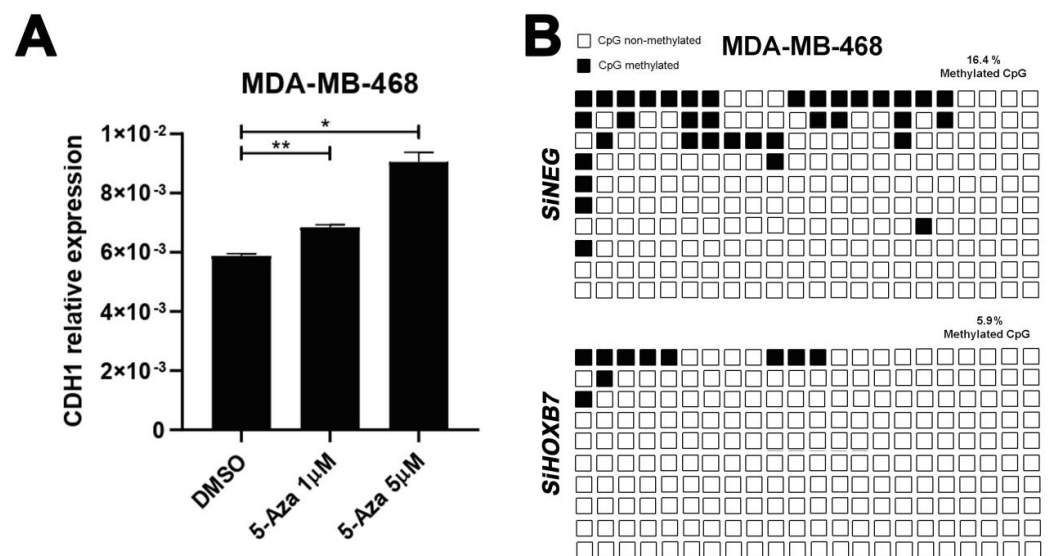 A
MDA-MB-468
CDH1 relative expression
1×10⁻²
8×10⁻³
6×10⁻³
4×10⁻³
2×10⁻³
0
*
**
DMSO
5-Aza 1µM
5-Aza 5µM
B
CpG non-methylated
CpG methylated
MDA-MB-468
16.4 %
Methylated CpG
SiNEG
5.9%
Methylated CpG
SiHOXB7